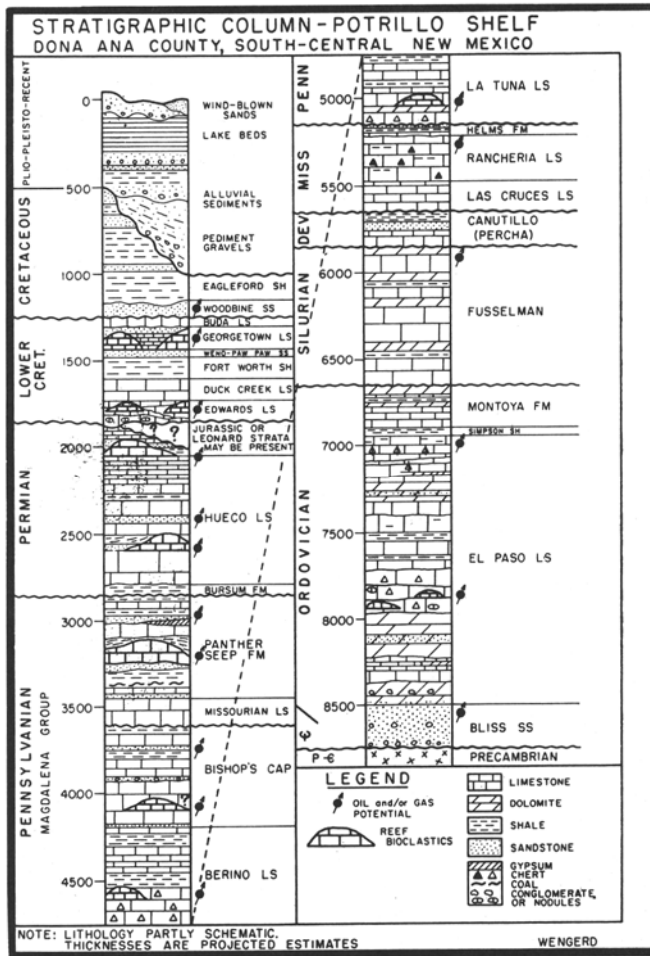 STRATIGRAPHIC COLUMN-POTRILLO SHELF
DONA ANA COUNTY, SOUTH-CENTRAL NEW MEXICO
PLIO-PLEISTO-RECENT
CRETACEOUS
LOWER
CRET.
PERMIAN
PENNSYLVANIAN
MAGDALENA GROUP
0
500
1000
1500
2000
2500
3000
3500
4000
4500
WIND-BLOWN
SANDS
LAKE BEDS
ALLUVIAL
SEDIMENTS
PEDIMENT
GRAVELS
EAGLEFORD SH
WOODBINE SS
BUDA LS
GEORGETOWN LS
WENO-PAW PAW SS
FORT WORTH SH
DUCK CREEK LS
EDWARDS LS
? ?
JURASSIC OR
LEONARD STRATA
MAY BE PRESENT
HUECO LS
BURSUM FM
PANTHER
SEEP FM
MISSOURIAN LS
BISHOP'S CAP
?
BERINO LS
PENN
MISS
DEV
SILURIAN
ORDOVICIAN
Є
P-Є
5000
5500
6000
6500
7000
7500
8000
8500
LA TUNA LS
HELMS FM
RANCHERIA LS
LAS CRUCES LS
CANUTILLO
(PERCHA)
FUSSELMAN
MONTOYA FM
SIMPSON SH
EL PASO LS
BLISS SS
PRECAMBRIAN
LEGEND
OIL and/or GAS
POTENTIAL
REEF
BIOCLASTICS
LIMESTONE
DOLOMITE
SHALE
SANDSTONE
GYPSUM
CHERT
COAL
CONGLOMERATE
OR NODULES
NOTE: LITHOLOGY PARTLY SCHEMATIC.
THICKNESSES ARE PROJECTED ESTIMATES
WENGERD